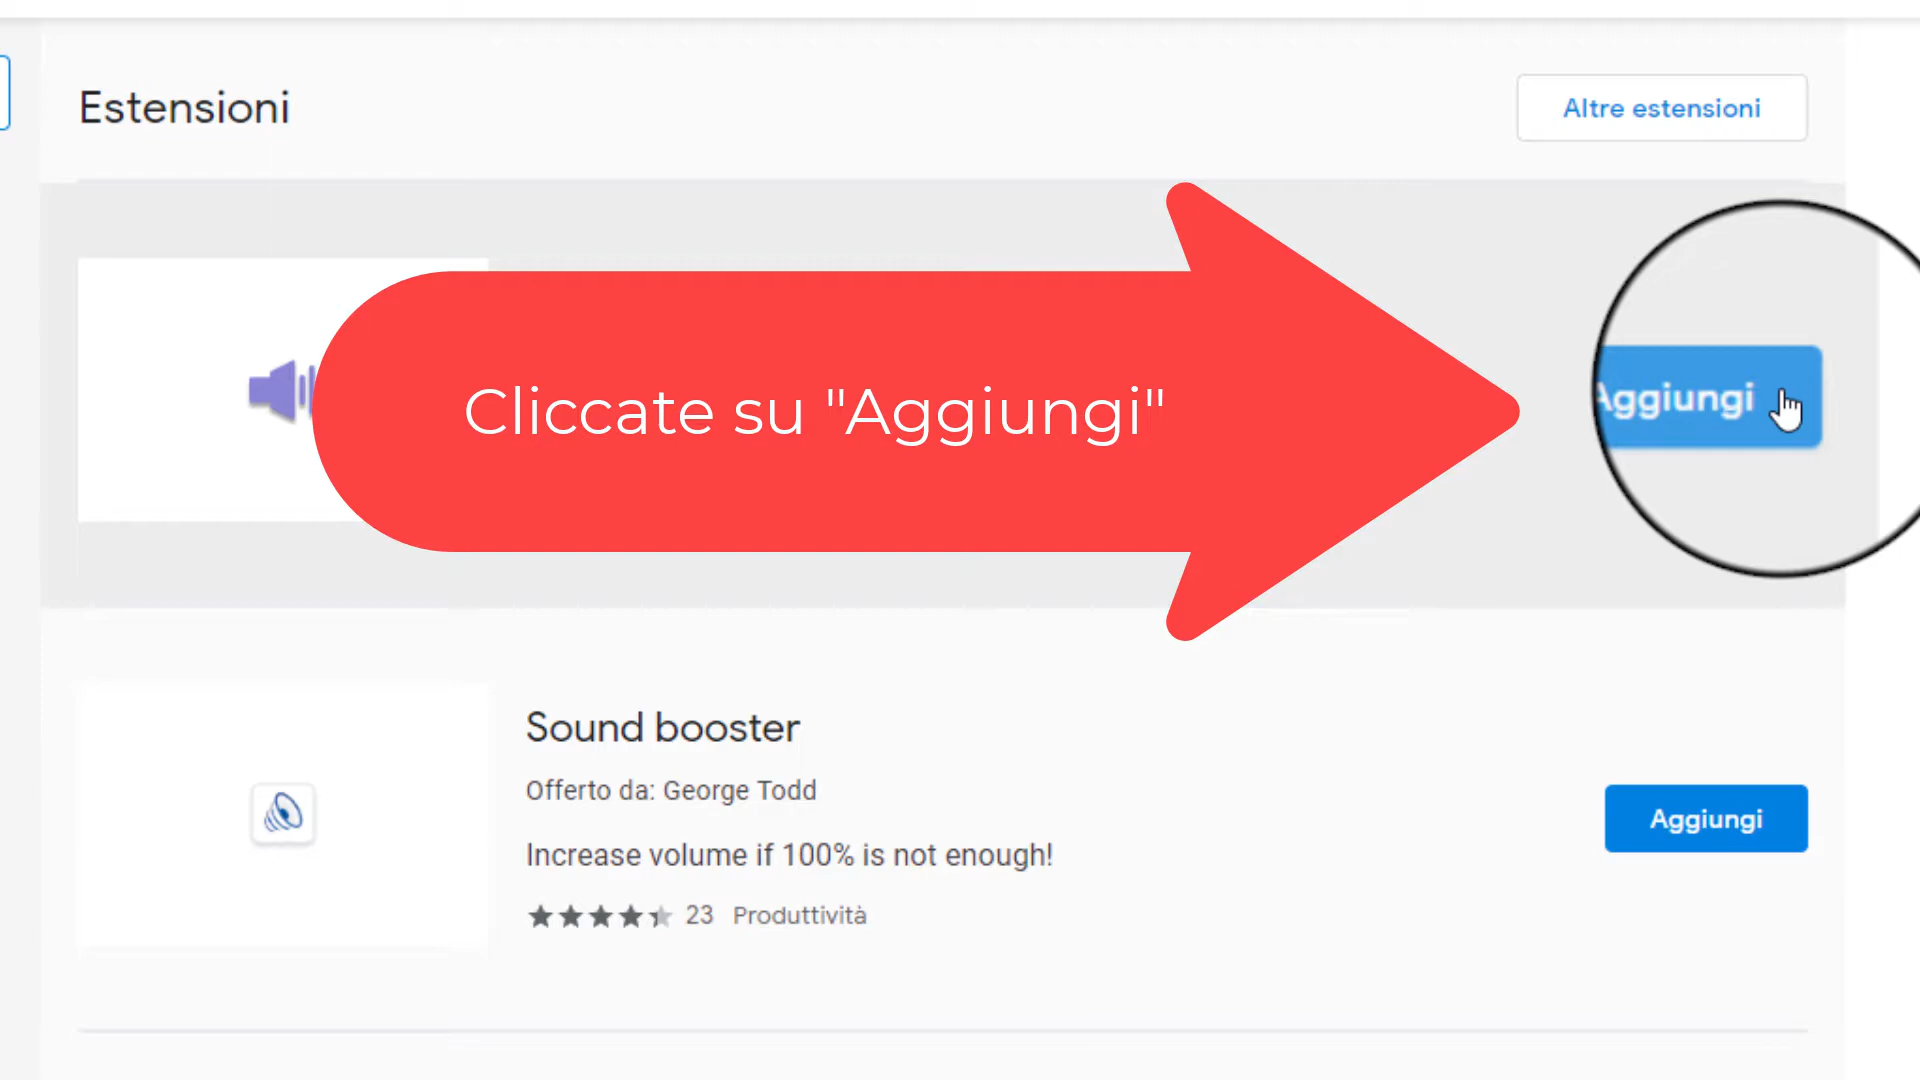 Estensioni
Altre estensioni
Cliccate su "Aggiungi"
Aggiungi
Sound booster
Offerto da: George Todd
Increase volume if 100% is not enough!
23 Produttività
Aggiungi